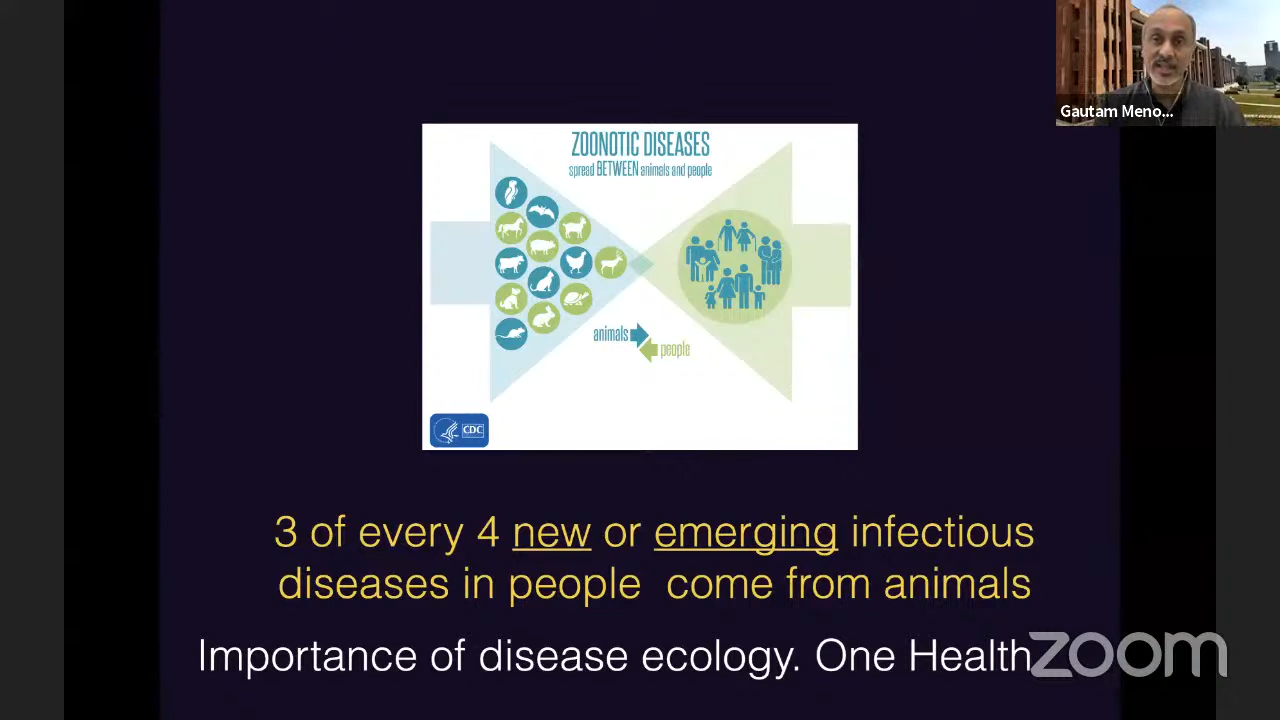 Gautam Meno...
ZOONOTIC DISEASES
spread BETWEEN animals and people
animals
people
CDC
3 of every 4 new or emerging infectious
diseases in people come from animals
Importance of disease ecology. One Health
zoom